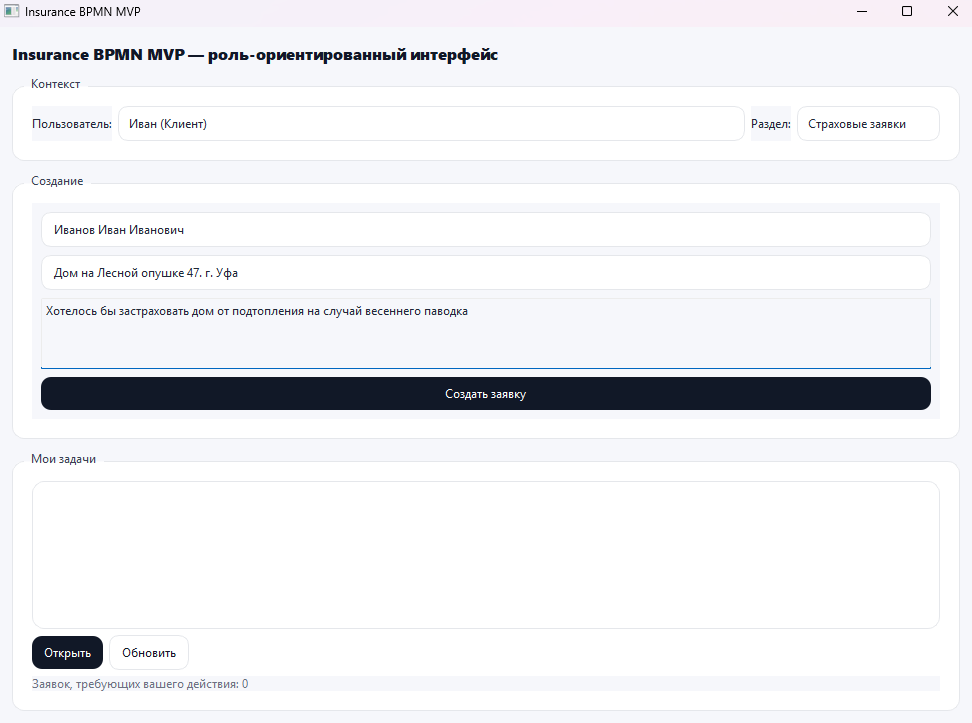 Insurance BPMN MVP
Insurance BPMN MVP — роль-ориентированный интерфейс
Контекст
Пользователь: Иван (Клиент) Раздел: Страховые заявки
Создание
Иванов Иван Иванович
Дом на Лесной опушке 47. г. Уфа
Хотелось бы застраховать дом от подтопления на случай весеннего паводка
Создать заявку
Мои задачи
Открыть Обновить
Заявок, требующих вашего действия: 0